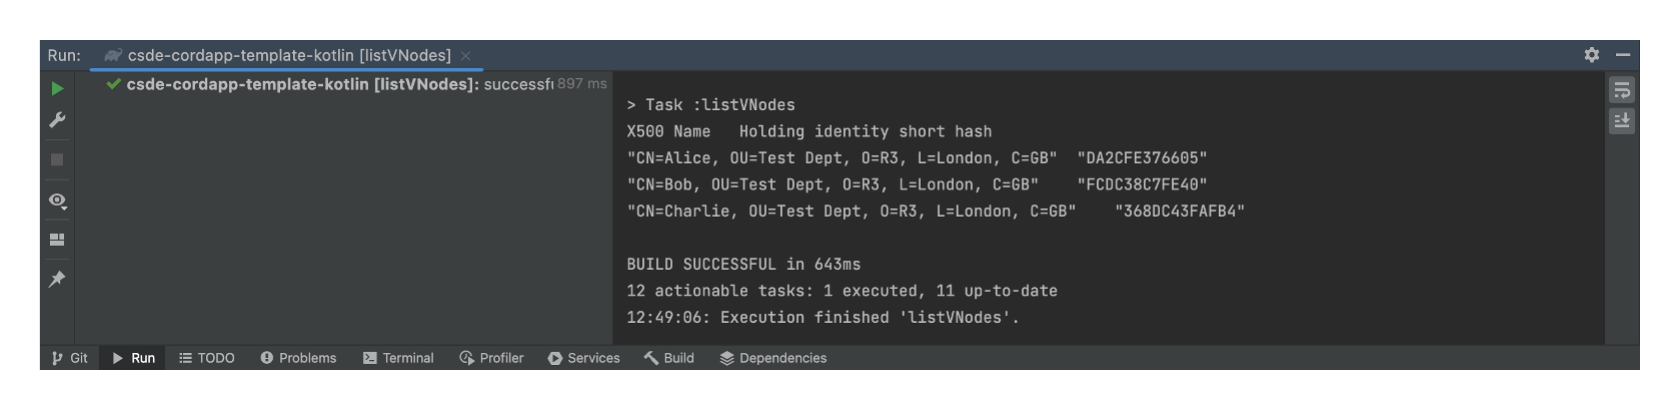 Run: csde-cordapp-template-kotlin [listVNodes]
csde-cordapp-template-kotlin [listVNodes]: successfu 897 ms
> Task :listVNodes
X500 Name   Holding identity short hash
"CN=Alice, OU=Test Dept, O=R3, L=London, C=GB"  "DA2CFE376605"
"CN=Bob, OU=Test Dept, O=R3, L=London, C=GB"    "FCDC38C7FE40"
"CN=Charlie, OU=Test Dept, O=R3, L=London, C=GB"    "368DC43FAFB4"
BUILD SUCCESSFUL in 643ms
12 actionable tasks: 1 executed, 11 up-to-date
12:49:06: Execution finished 'listVNodes'.
Git Run TODO Problems Terminal Profiler Services Build Dependencies